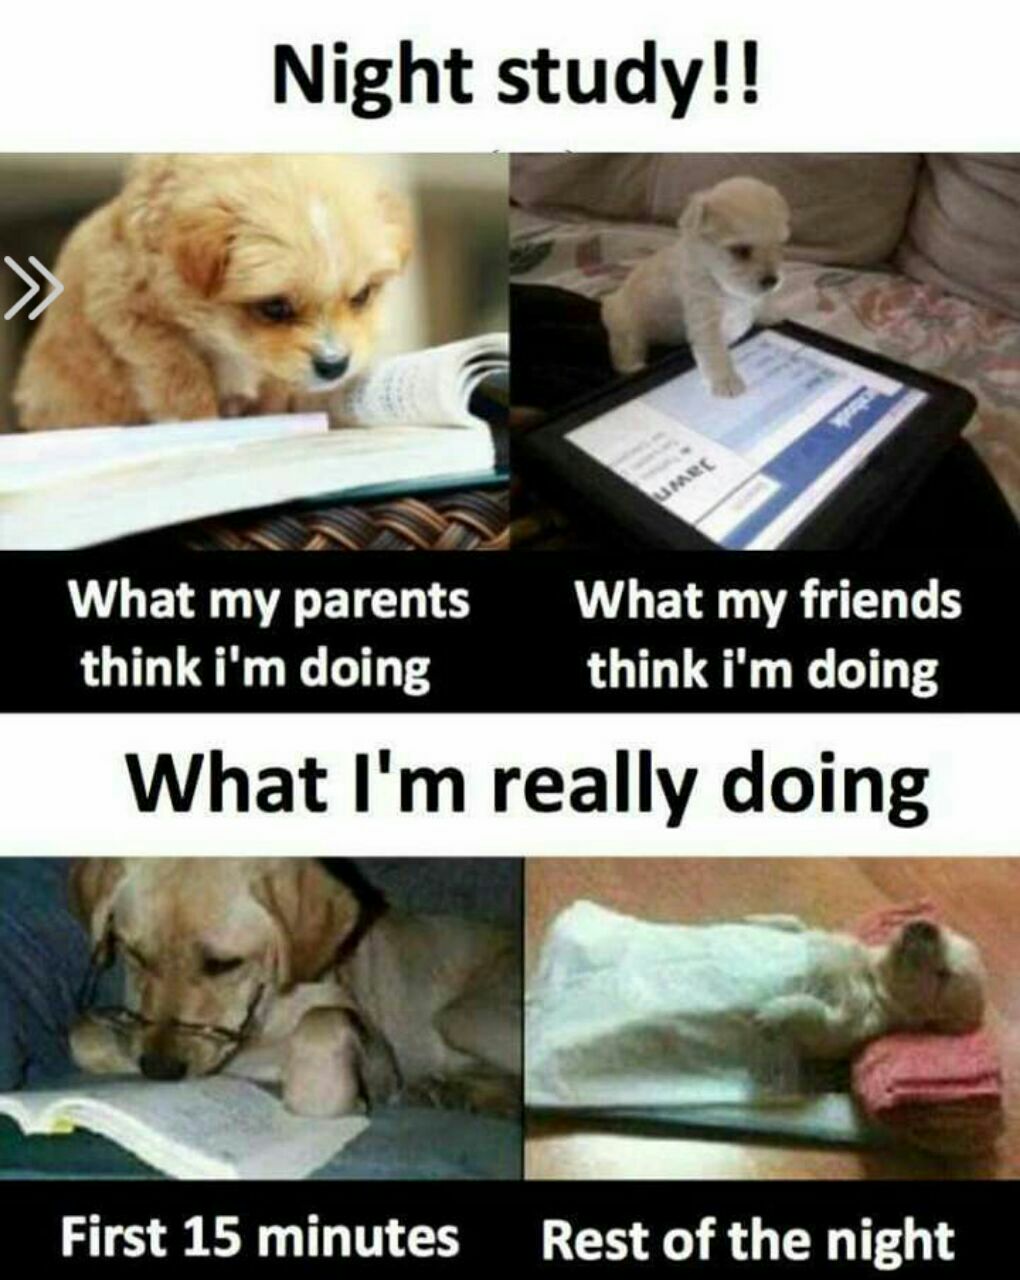 Night study!!
What my parents
think i'm doing
What my friends
think i'm doing
What I'm really doing
First 15 minutes
Rest of the night